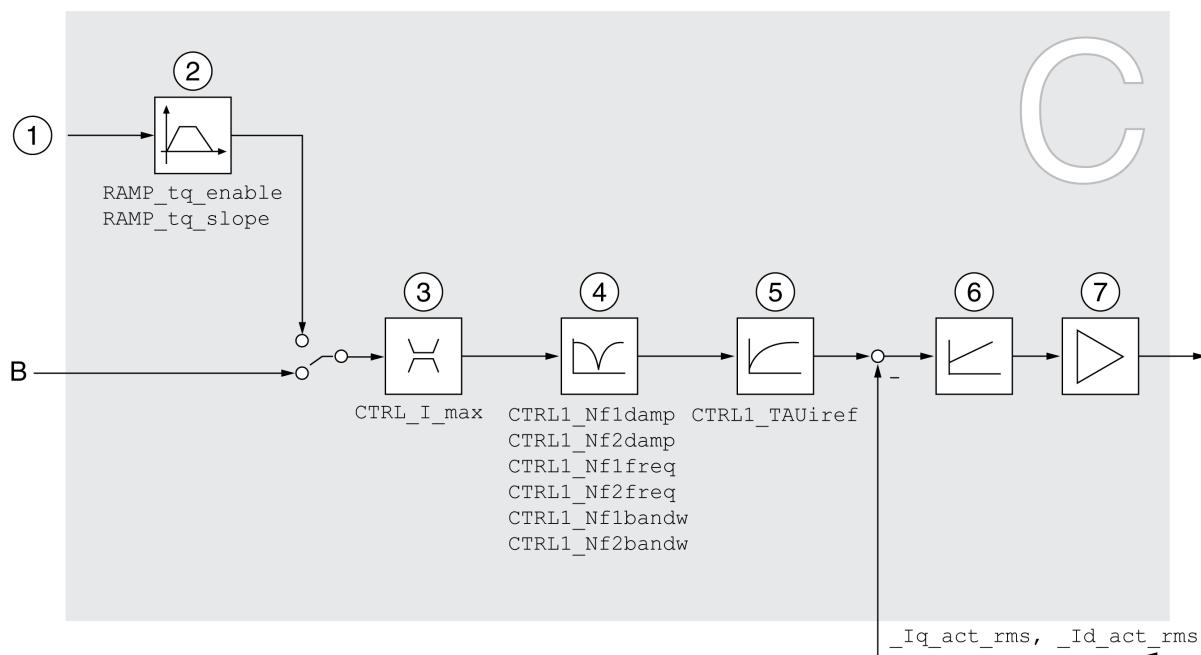 C
2
1
RAMP_tq_enable
RAMP_tq_slope
3
4
5
6
7
B
–
CTRL_I_max
CTRL1_Nf1damp
CTRL1_Nf2damp
CTRL1_Nf1freq
CTRL1_Nf2freq
CTRL1_Nf1bandw
CTRL1_Nf2bandw
CTRL1_TAUiref
_Iq_act_rms, _Id_act_rms